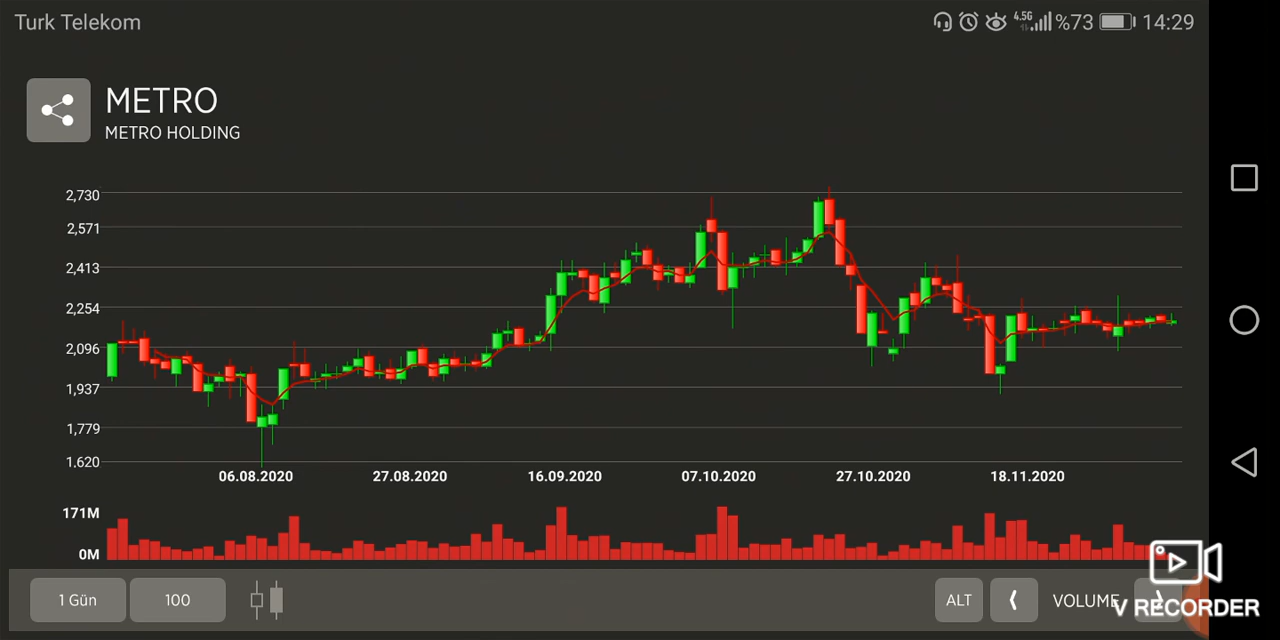 Turk Telekom
4.5G %73 14:29
METRO
METRO HOLDING
2,730
2,571
2,413
2,254
2,096
1,937
1,779
1.620
06.08.2020 27.08.2020 16.09.2020 07.10.2020 27.10.2020 18.11.2020
171M
0M
1 Gün 100 ALT VOLUME
V RECORDER